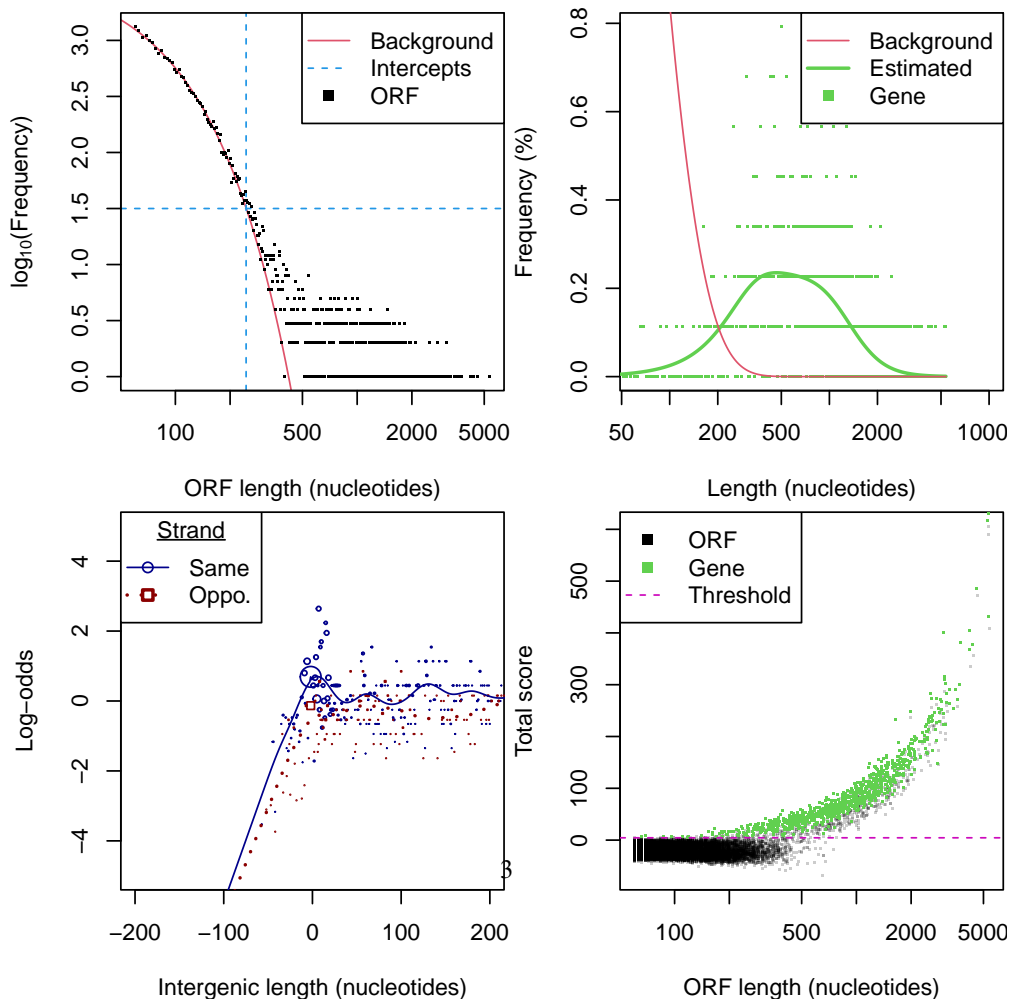 log10(Frequency)
3.0
2.5
2.0
1.5
1.0
0.5
0.0
Background
Intercepts
ORF
100
500
2000
5000
ORF length (nucleotides)
Frequency (%)
0.8
0.6
0.4
0.2
0.0
Background
Estimated
Gene
50
200
500
2000
1000
Length (nucleotides)
Log−odds
4
2
0
−2
−4
Strand
Same
Oppo.
−200
−100
0
100
200
Intergenic length (nucleotides)
3
Total score
500
300
100
0
ORF
Gene
Threshold
100
500
2000
5000
ORF length (nucleotides)